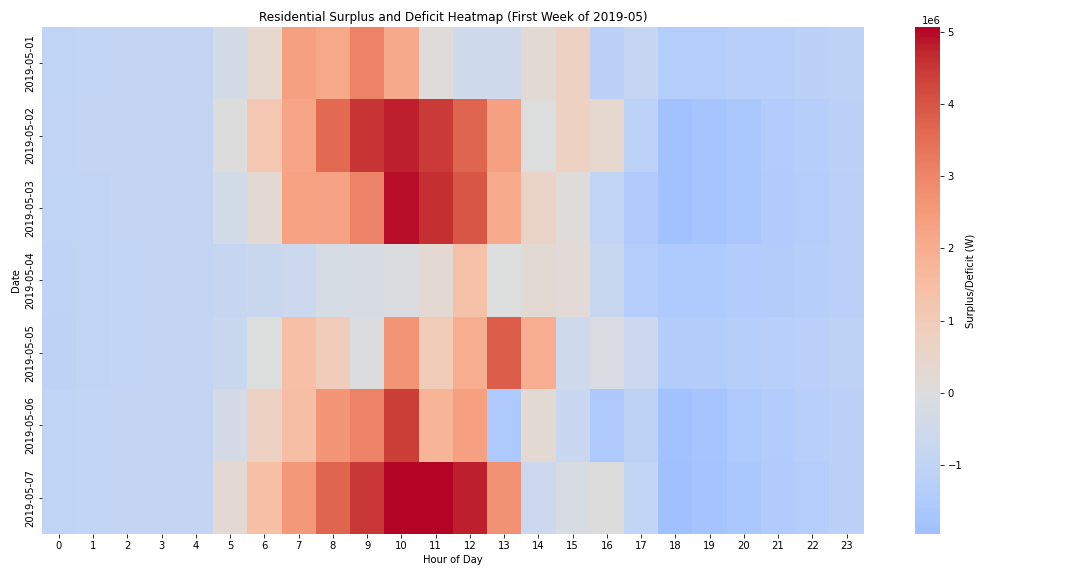 Residential Surplus and Deficit Heatmap (First Week of 2019-05)
Date
2019-05-01
2019-05-02
2019-05-03
2019-05-04
2019-05-05
2019-05-06
2019-05-07
0 1 2 3 4 5 6 7 8 9 10 11 12 13 14 15 16 17 18 19 20 21 22 23
Hour of Day
1e6
5
4
3
2
1
0
−1
Surplus/Deficit (W)